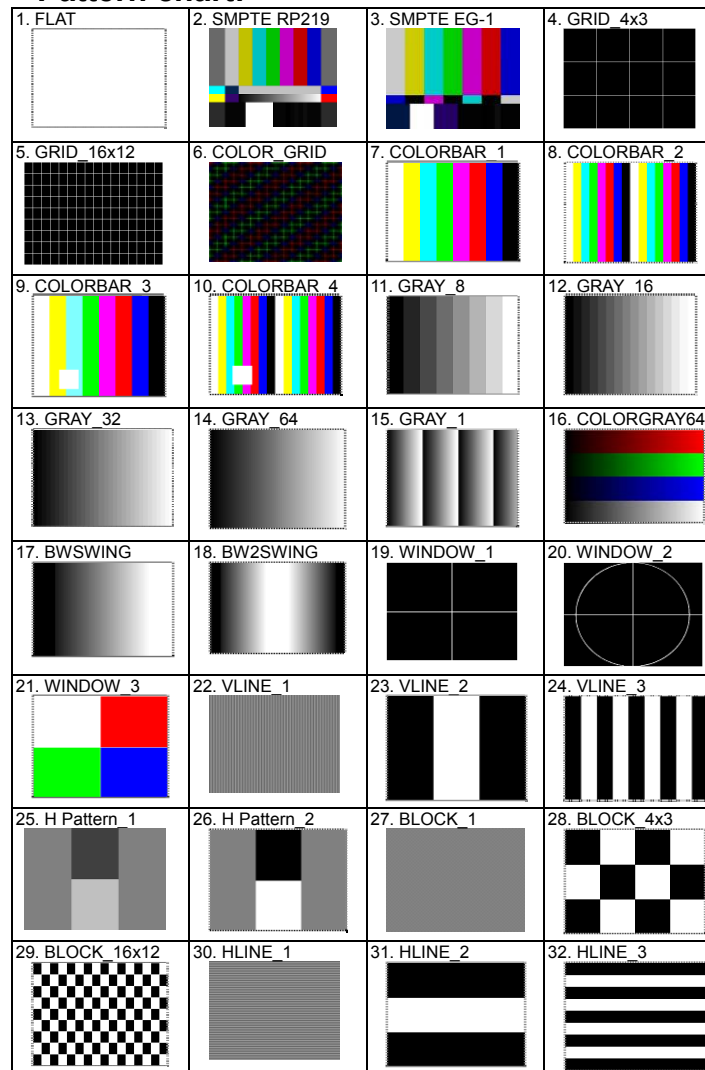 1. FLAT
2. SMPTE RP219
3. SMPTE EG-1
4. GRID_4x3
5. GRID_16x12
6. COLOR_GRID
7. COLORBAR_1
8. COLORBAR_2
9. COLORBAR_3
10. COLORBAR_4
11. GRAY_8
12. GRAY_16
13. GRAY_32
14. GRAY_64
15. GRAY_1
16. COLORGRAY64
17. BWSWING
18. BW2SWING
19. WINDOW_1
20. WINDOW_2
21. WINDOW_3
22. VLINE_1
23. VLINE_2
24. VLINE_3
25. H Pattern_1
26. H Pattern_2
27. BLOCK_1
28. BLOCK_4x3
29. BLOCK_16x12
30. HLINE_1
31. HLINE_2
32. HLINE_3